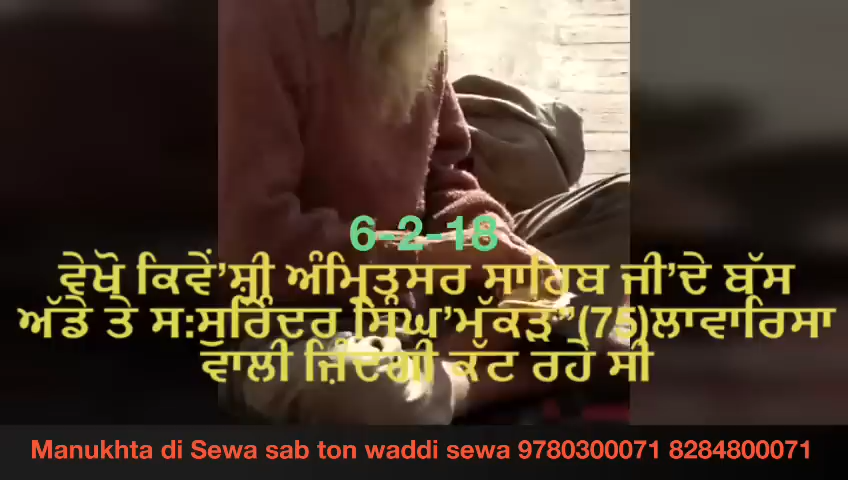 6-2-18
ਵੇਖੋ ਕਿਵੇਂ'ਸ਼੍ਰੀ ਅੰਮ੍ਰਿਤਸਰ ਸਾਹਿਬ ਜੀ'ਦੇ ਬੱਸ
ਅੱਡੇ ਤੇ ਸ:ਸੁਰਿੰਦਰ ਸਿੰਘ'ਮੱਕੜ"(75)ਲਾਵਾਰਿਸਾ
ਵਾਲੀ ਜ਼ਿੰਦਗੀ ਕੱਟ ਰਹੇ ਸੀ
Manukhta di Sewa sab ton waddi sewa 9780300071 8284800071